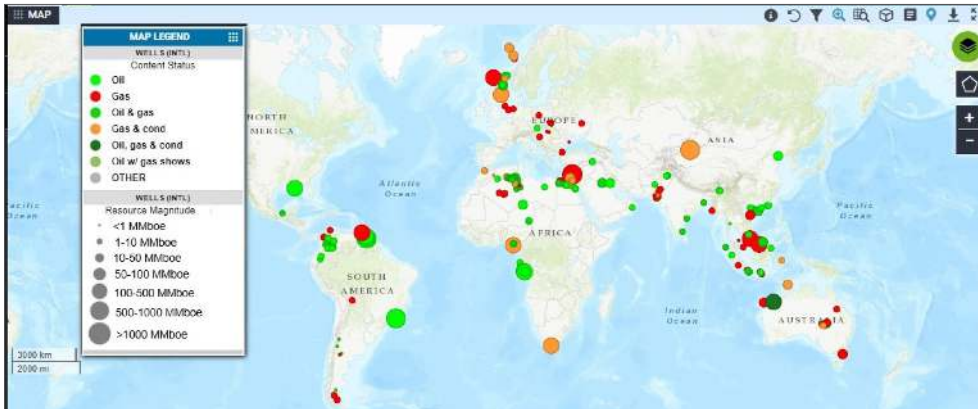 MAP
MAP LEGEND
WELLS (INTL)
Content Status
Oil
Gas
Oil & gas
Gas & cond
Oil, gas & cond
Oil w/ gas shows
OTHER
WELLS (INTL)
Resource Magnitude
<1 MMboe
1-10 MMboe
10-50 MMboe
50-100 MMboe
100-500 MMboe
500-1000 MMboe
>1000 MMboe
3000 km
2000 mi
NORTH
MERICA
Atlantic
Ocean
EUROPE
ASIA
AFRICA
SOUTH
AMERICA
Indian
Ocean
AUSTRALIA
Pacific
Ocean
acific
Ocean
+
−